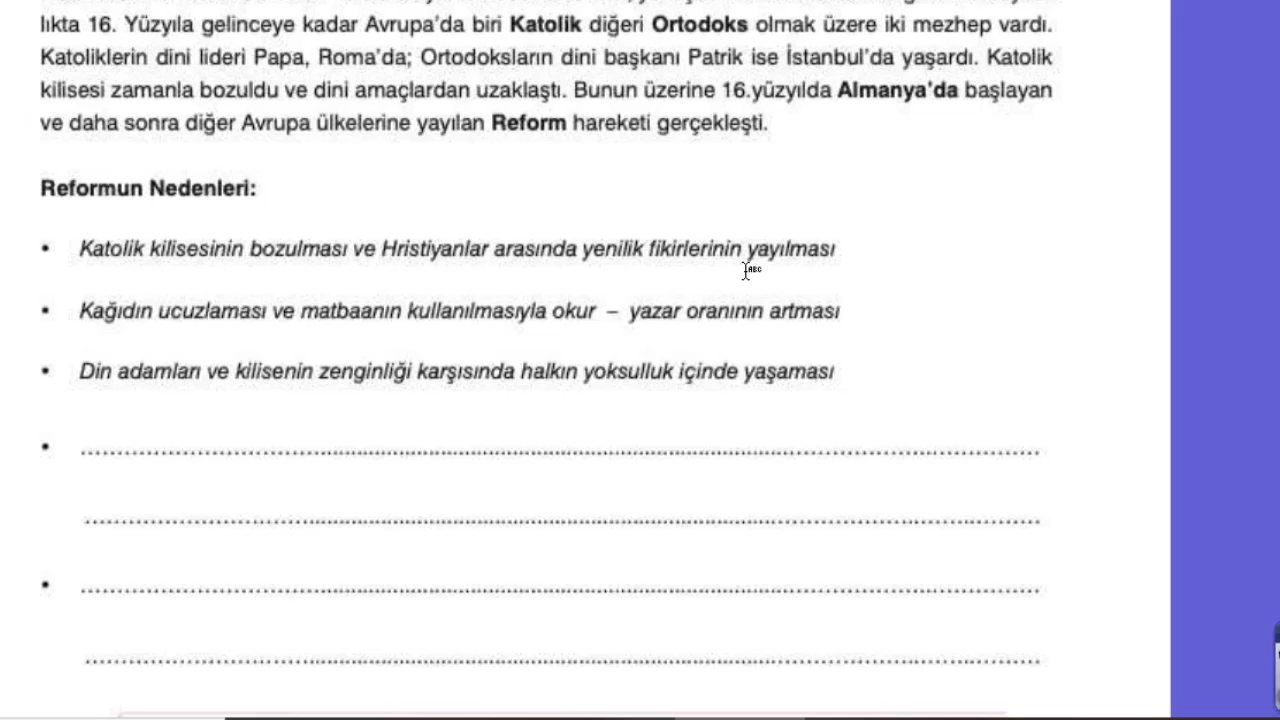 lıkta 16. Yüzyıla gelinceye kadar Avrupa'da biri Katolik diğeri Ortodoks olmak üzere iki mezhep vardı.
Katoliklerin dini lideri Papa, Roma'da; Ortodoksların dini başkanı Patrik ise İstanbul'da yaşardı. Katolik
kilisesi zamanla bozuldu ve dini amaçlardan uzaklaştı. Bunun üzerine 16.yüzyılda Almanya'da başlayan
ve daha sonra diğer Avrupa ülkelerine yayılan Reform hareketi gerçekleşti.
Reformun Nedenleri:
• Katolik kilisesinin bozulması ve Hristiyanlar arasında yenilik fikirlerinin yayılması
ABC
• Kağıdın ucuzlaması ve matbaanın kullanılmasıyla okur – yazar oranının artması
• Din adamları ve kilisenin zenginliği karşısında halkın yoksulluk içinde yaşaması